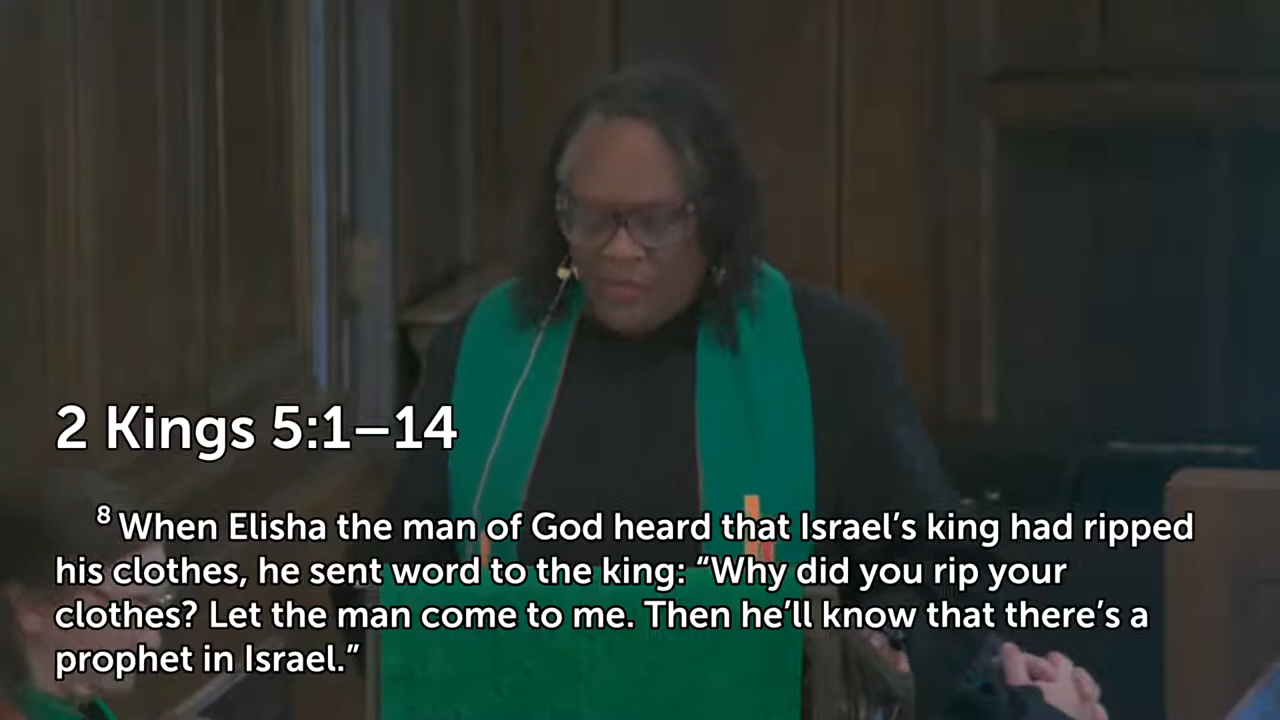 2 Kings 5:1–14
8 When Elisha the man of God heard that Israel’s king had ripped
his clothes, he sent word to the king: “Why did you rip your
clothes? Let the man come to me. Then he’ll know that there’s a
prophet in Israel.”